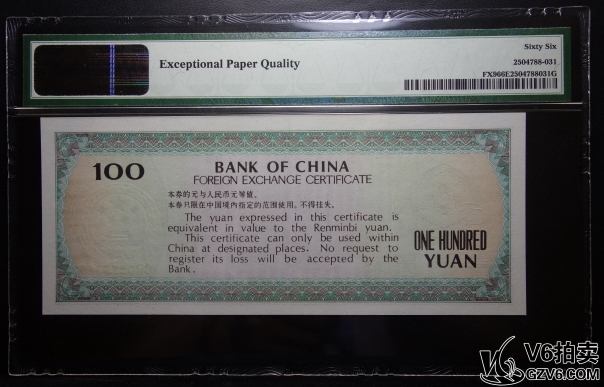 Sixty Six
Exceptional Paper Quality
2504788-031
FX966E2504788031G
100
BANK OF CHINA
FOREIGN EXCHANGE CERTIFICATE
本券的元与人民币元等值。
本券只限在中国境内指定的范围使用。不得挂失。
The yuan expressed in this certificate is
equivalent in value to the Renminbi yuan.
This certificate can only be used within
China at designated places. No request to
register its loss will be accepted by the
Bank.
ONE HUNDRED
YUAN
V6拍卖
GZV6.COM